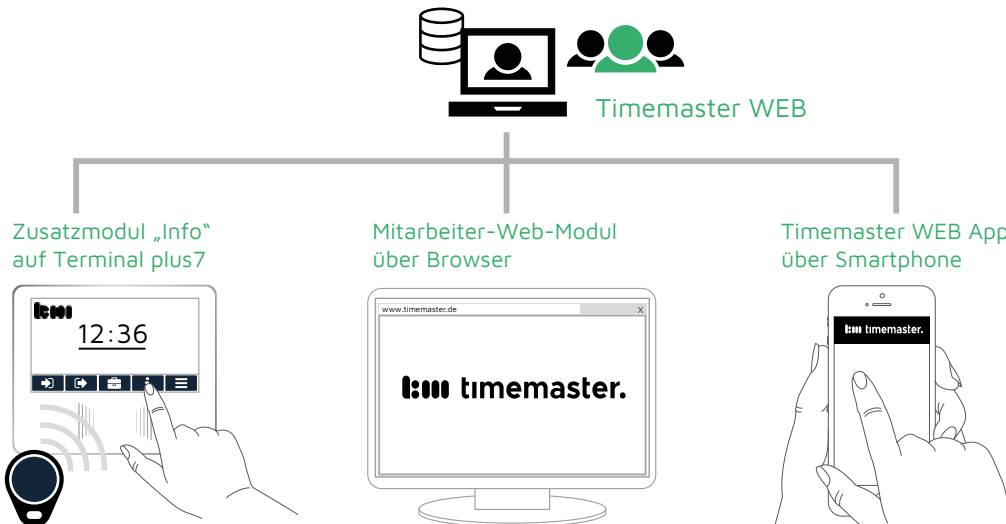 Timemaster WEB
Zusatzmodul „Info“
auf Terminal plus7
Mitarbeiter-Web-Modul
über Browser
Timemaster WEB App
über Smartphone
12:36
www.timemaster.de X
timemaster.
timemaster.